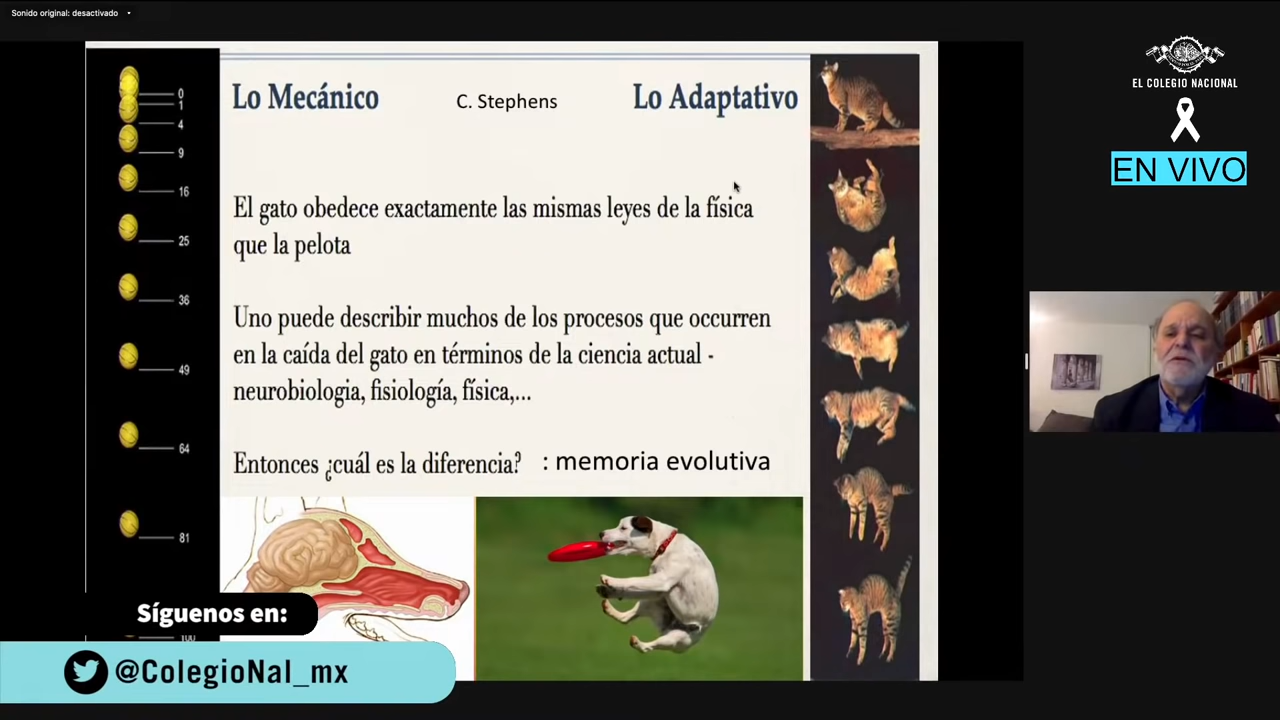 Sonido original: desactivado
EL COLEGIO NACIONAL
EN VIVO
Lo Mecánico
C. Stephens
Lo Adaptativo
0
1
4
9
16
25
36
49
64
81
100
El gato obedece exactamente las mismas leyes de la física
que la pelota
Uno puede describir muchos de los procesos que occurren
en la caída del gato en términos de la ciencia actual -
neurobiologia, fisiología, física,...
Entonces ¿cuál es la diferencia? : memoria evolutiva
Síguenos en:
@ColegioNal_mx